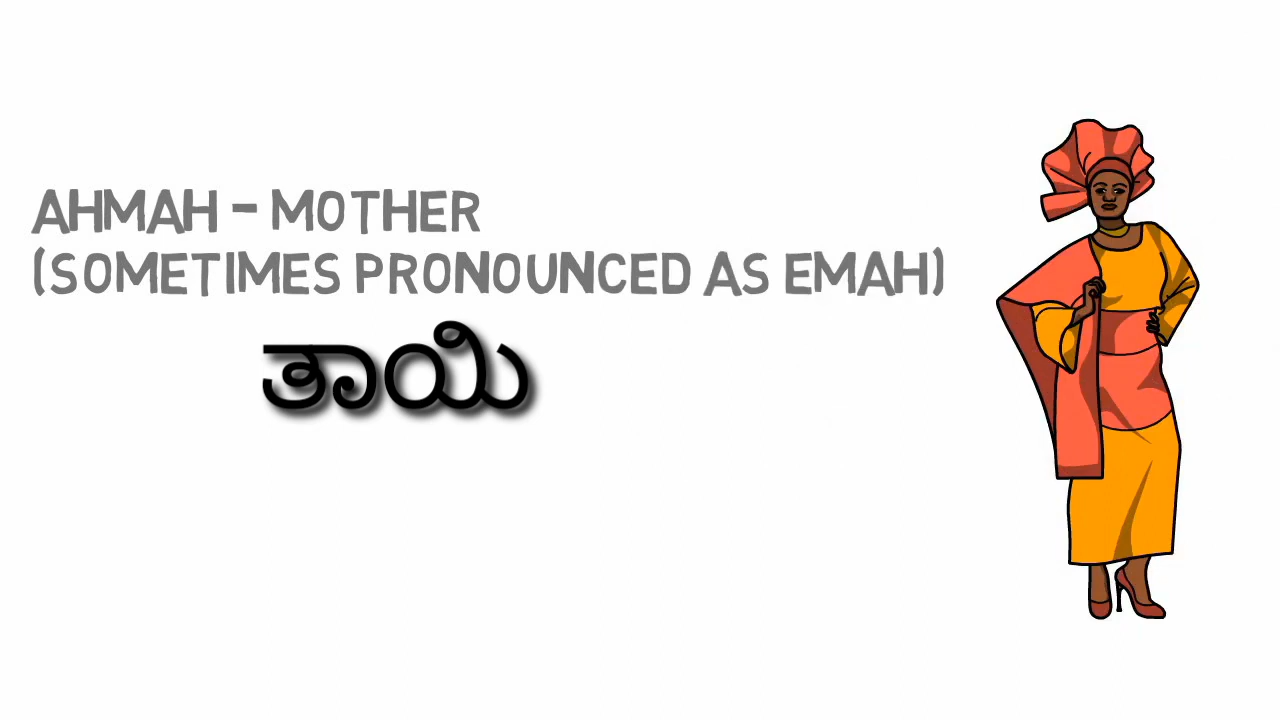 AHMAH - MOTHER
(SOMETIMES PRONOUNCED AS EMAH)
ತಾಯಿ